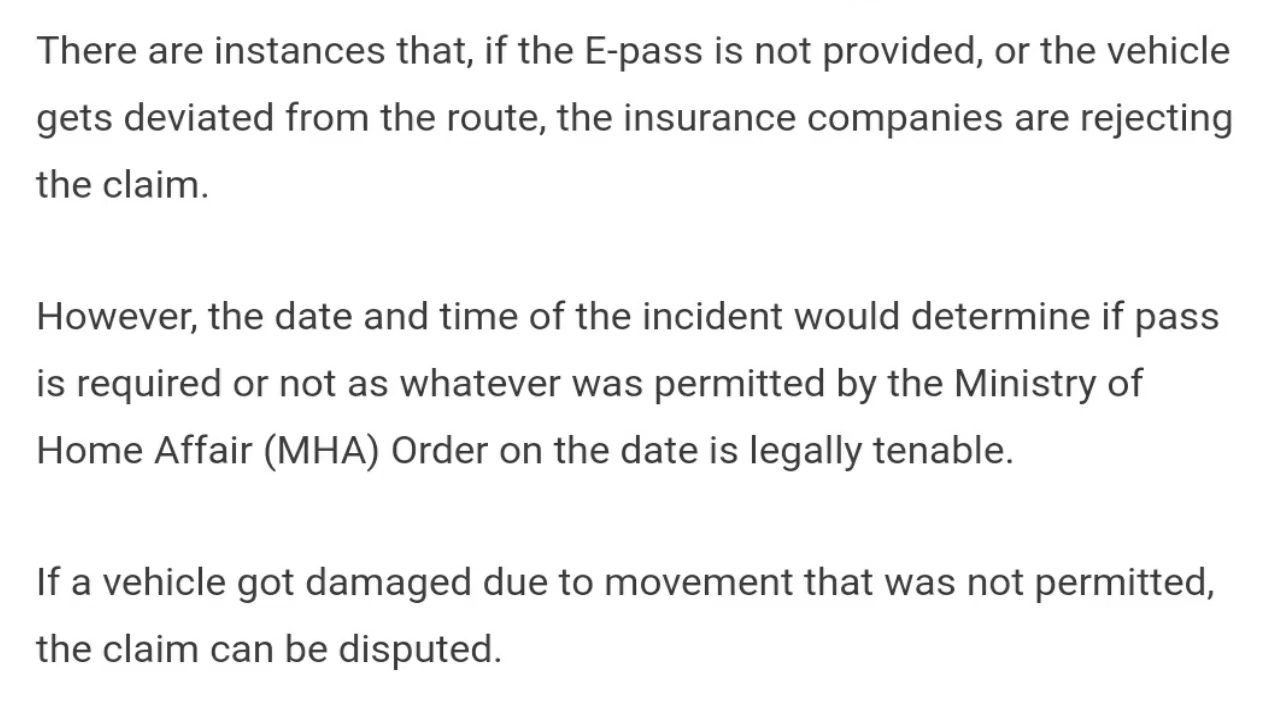 There are instances that, if the E-pass is not provided, or the vehicle
gets deviated from the route, the insurance companies are rejecting
the claim.
However, the date and time of the incident would determine if pass
is required or not as whatever was permitted by the Ministry of
Home Affair (MHA) Order on the date is legally tenable.
If a vehicle got damaged due to movement that was not permitted,
the claim can be disputed.